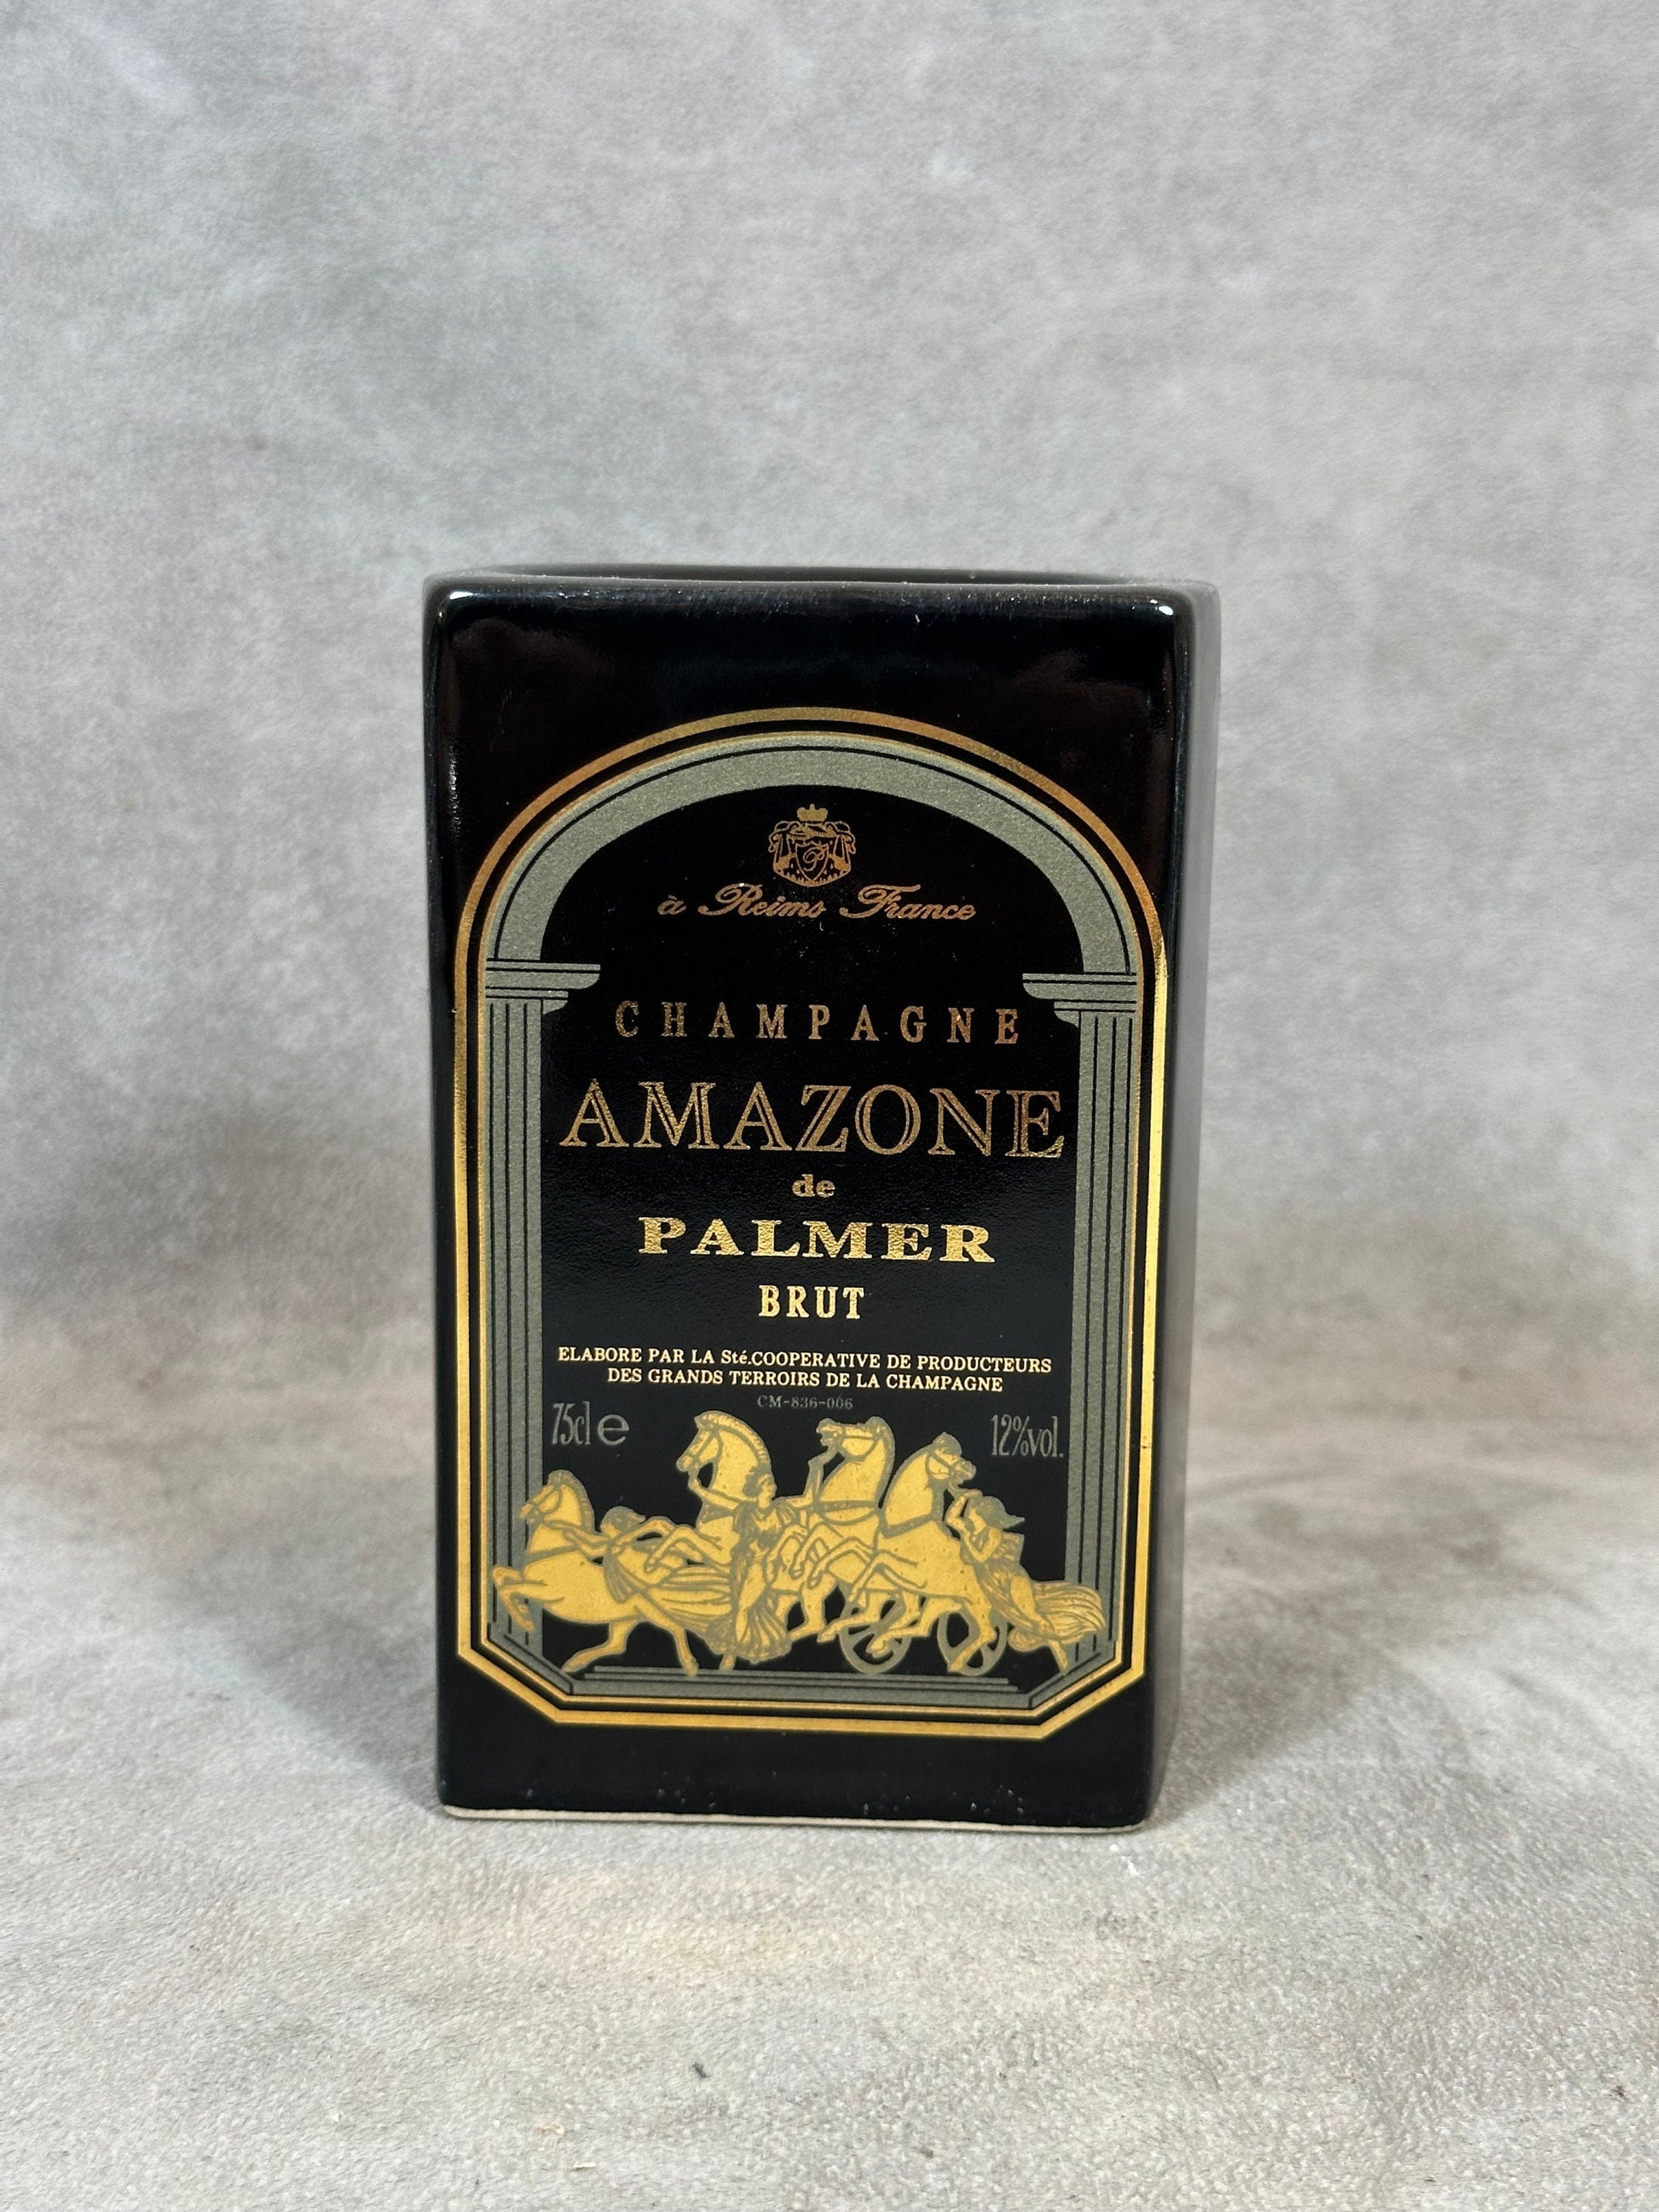 P
à Reims France
CHAMPAGNE
AMAZONE
de
PALMER
BRUT
ELABORE PAR LA Sté.COOPERATIVE DE PRODUCTEURS
DES GRANDS TERROIRS DE LA CHAMPAGNE
CM-836-006
75cl e
12%vol.